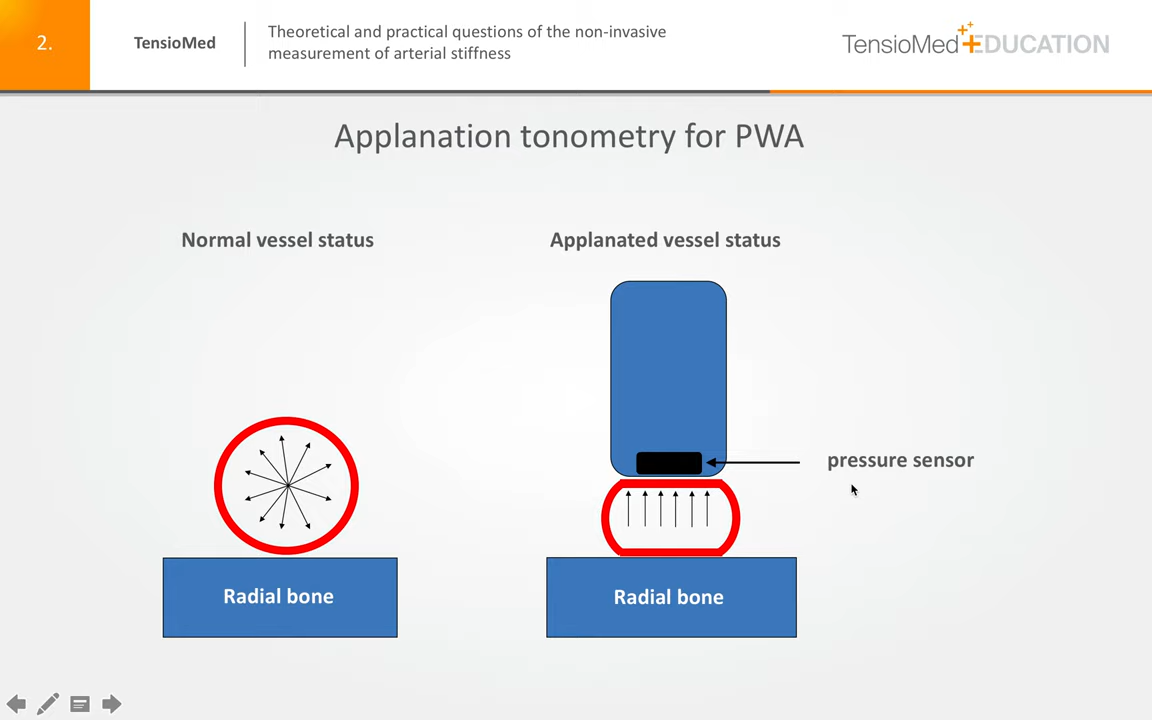 2.
TensioMed
Theoretical and practical questions of the non-invasive
measurement of arterial stiffness
TensioMed EDUCATION
Applanation tonometry for PWA
Normal vessel status
Applanated vessel status
pressure sensor
Radial bone
Radial bone